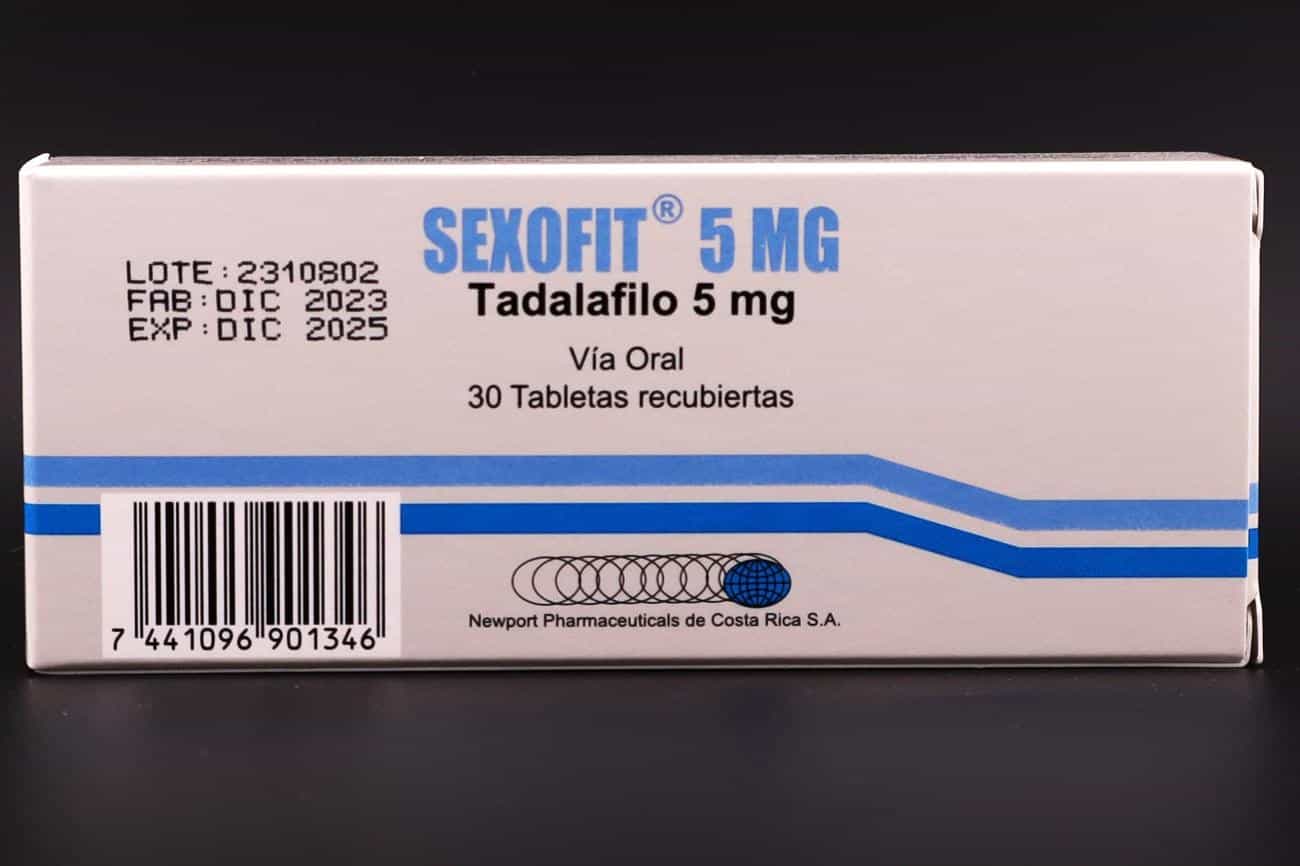 SEXOFIT® 5 MG
Tadalafilo 5 mg
Vía Oral
30 Tabletas recubiertas
LOTE:2310802
FAB:DIC 2023
EXP:DIC 2025
7 441096 901346
Newport Pharmaceuticals de Costa Rica S.A.